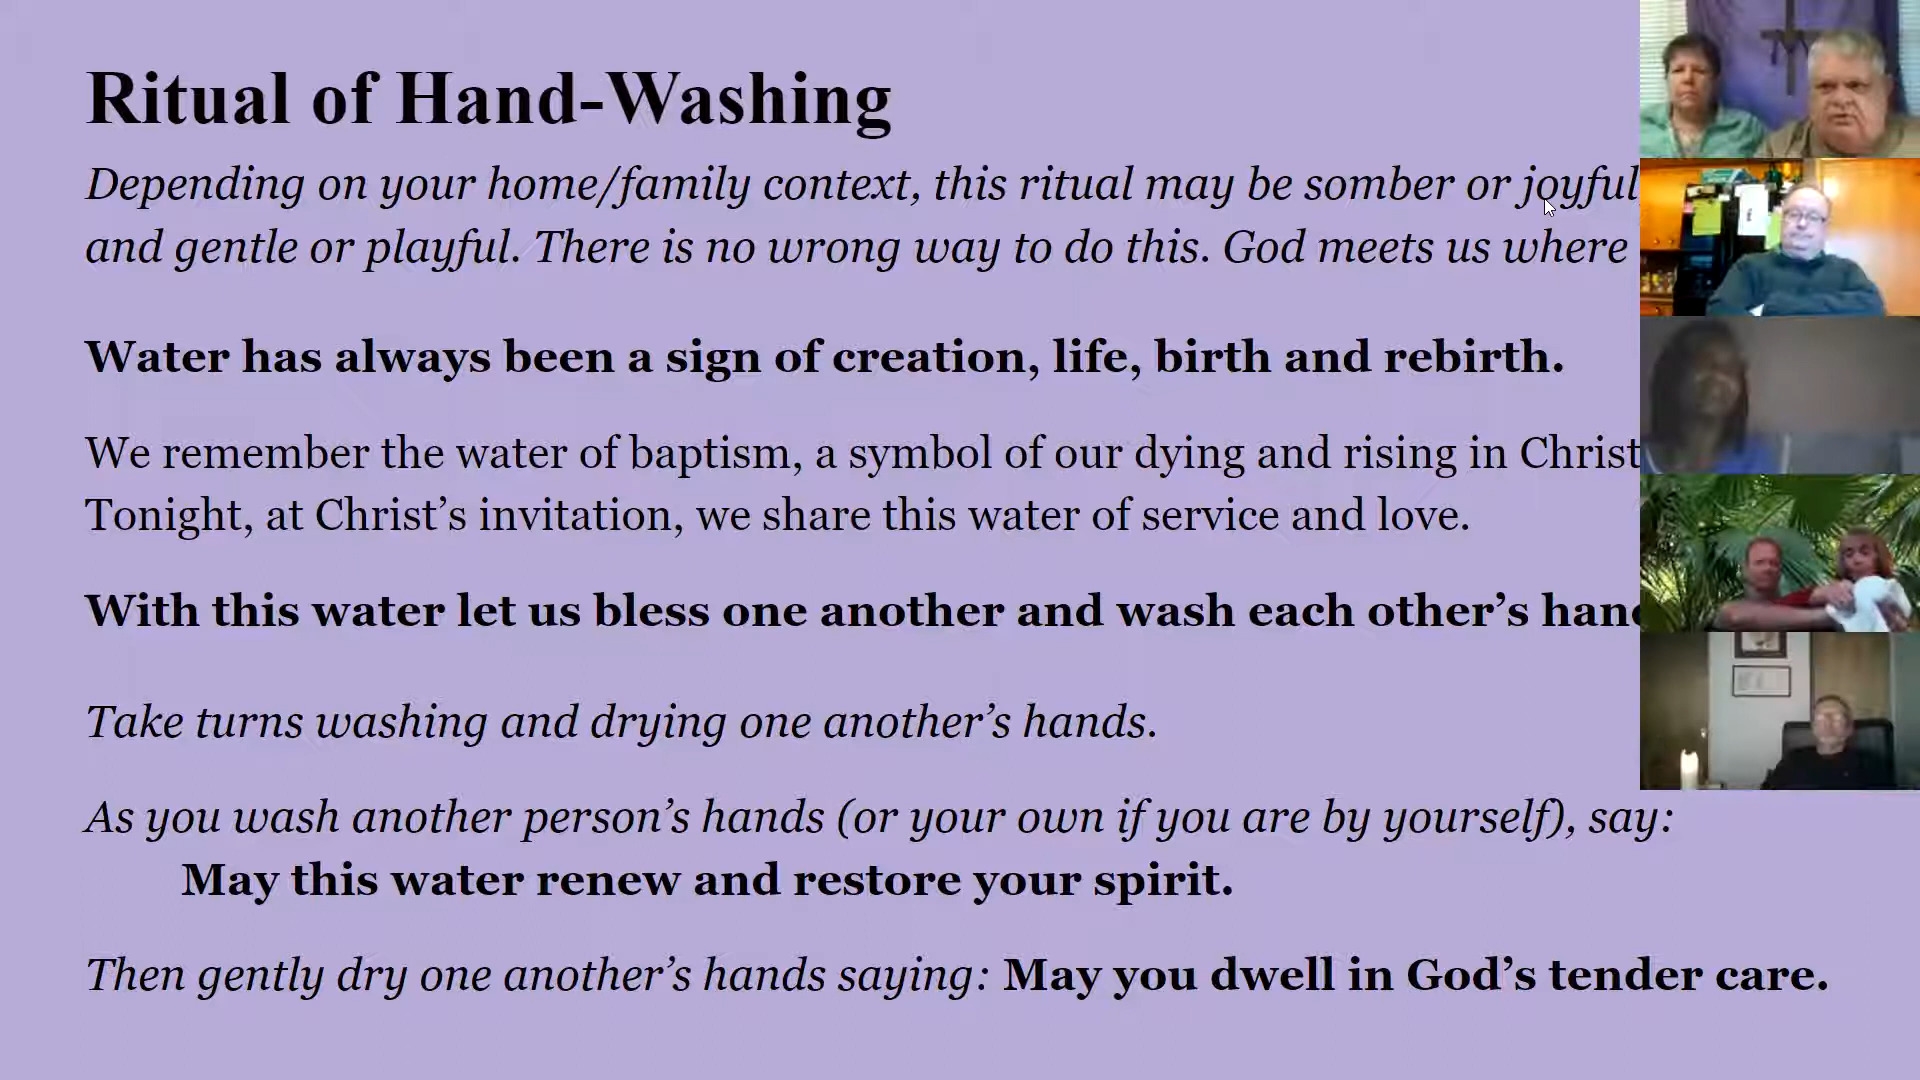 Ritual of Hand-Washing
Depending on your home/family context, this ritual may be somber or joyful,
and gentle or playful. There is no wrong way to do this. God meets us where
Water has always been a sign of creation, life, birth and rebirth.
We remember the water of baptism, a symbol of our dying and rising in Christ
Tonight, at Christ’s invitation, we share this water of service and love.
With this water let us bless one another and wash each other’s
Take turns washing and drying one another’s hands.
As you wash another person’s hands (or your own if you are by yourself), say:
May this water renew and restore your spirit.
Then gently dry one another’s hands saying: May you dwell in God’s tender care.